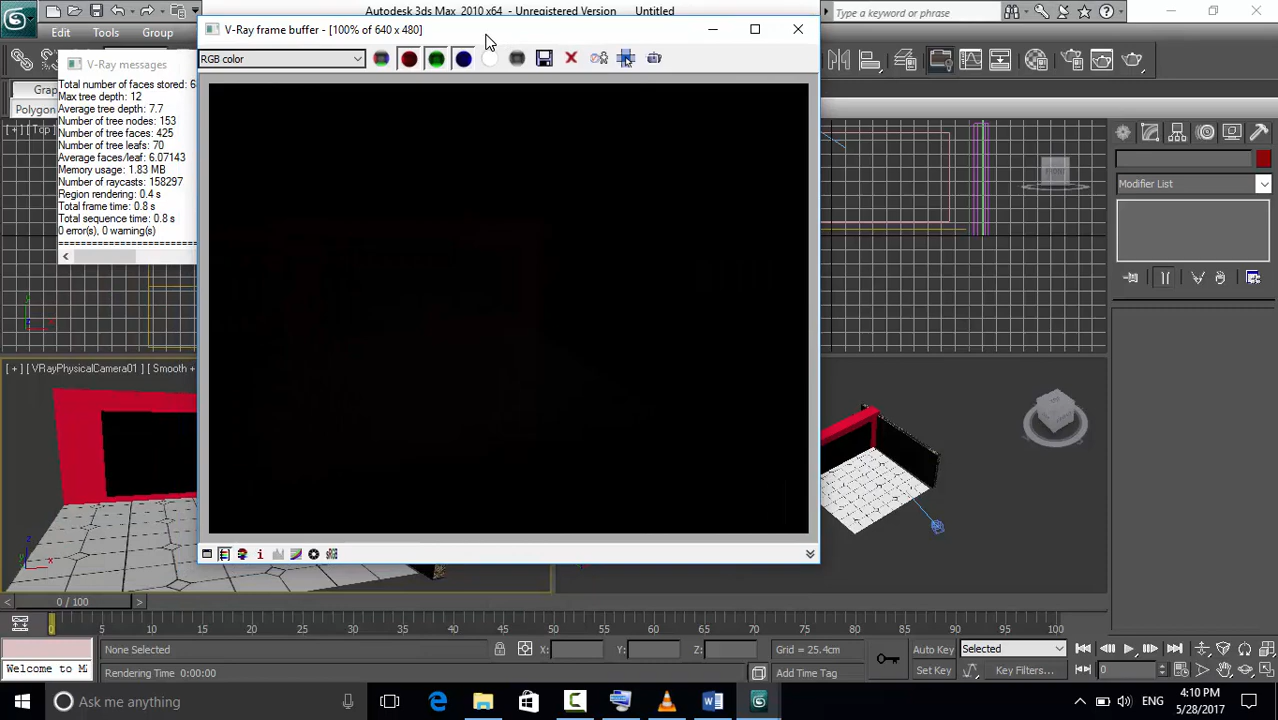 Autodesk 3ds Max 2010 x64 - Unregistered Version Untitled
Type a keyword or phrase
Edit Tools Group
V-Ray frame buffer - [100% of 640 x 480]
RGB color
V-Ray messages
Total number of faces stored: 6
Max tree depth: 12
Average tree depth: 7.7
Number of tree nodes: 153
Number of tree faces: 425
Number of tree leafs: 70
Average faces/leaf: 6.07143
Memory usage: 1.83 MB
Number of raycasts: 158297
Region rendering: 0.4 s
Total frame time: 0.8 s
Total sequence time: 0.8 s
0 error(s), 0 warning(s)
Grap
Polygon
[ + ] [ Top ]
FRONT
Modifier List
[ + ] [ VRayPhysicalCamera01 ] [ Smooth +
0 / 100
0 5 10 15 20 25 30 35 40 45 50 55 60 65 70 75 80 85 90 95 100
None Selected
X: Y: Z: Grid = 25.4cm
Auto Key Selected
Welcome to M
Rendering Time 0:00:00
Add Time Tag
Set Key Key Filters... 0
Ask me anything
ENG
4:10 PM
5/28/2017